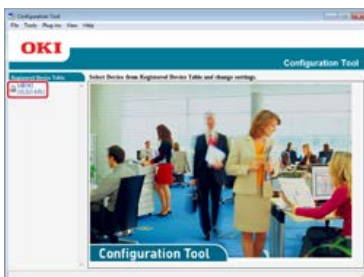 Configuration Tool
File Tools Plug-ins View Help
OKI
Configuration Tool
Registered Device Table
Select Device from Registered Device Table and change settings.
Configuration Tool